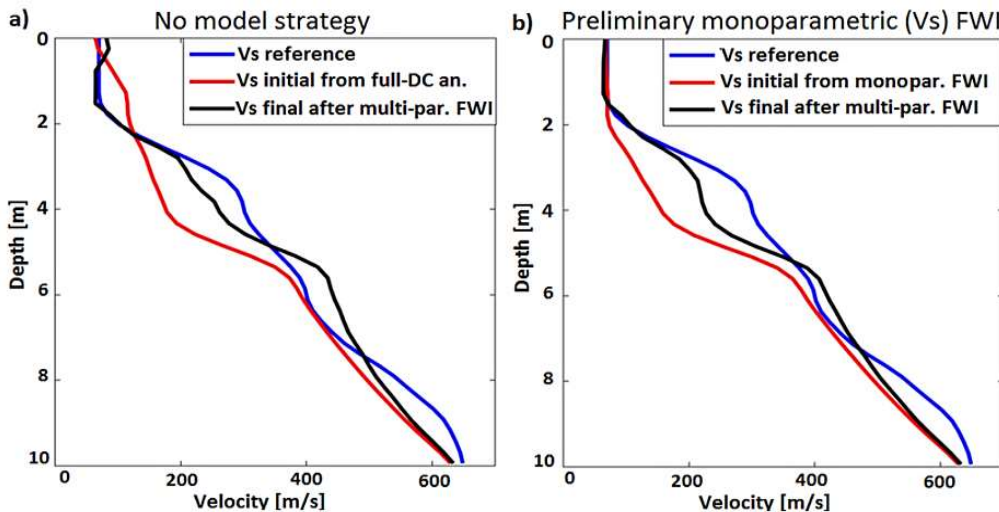 a) No model strategy
Vs reference
Vs initial from full-DC an.
Vs final after multi-par. FWI
0
2
4
6
8
10
Depth [m]
0 200 400 600
Velocity [m/s]
b) Preliminary monoparametric (Vs) FWI
Vs reference
Vs initial from monopar. FWI
Vs final after multi-par. FWI
0
2
4
6
8
10
Depth [m]
0 200 400 600
Velocity [m/s]